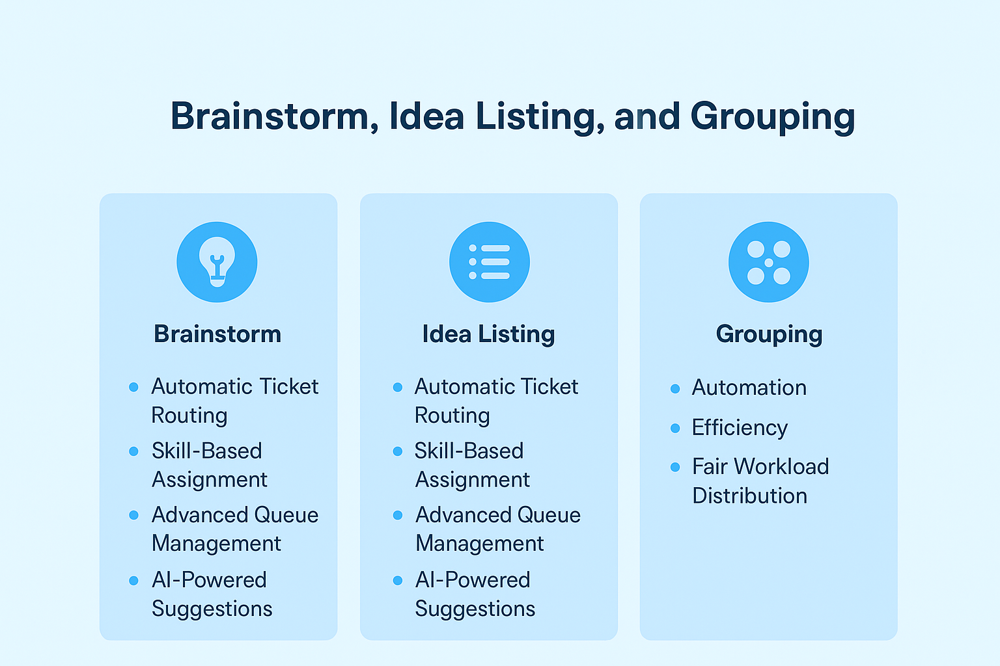 Brainstorm, Idea Listing, and Grouping
Brainstorm
Automatic Ticket
Routing
Skill-Based
Assignment
Advanced Queue
Management
AI-Powered
Suggestions
Idea Listing
Automatic Ticket
Routing
Skill-Based
Assignment
Advanced Queue
Management
AI-Powered
Suggestions
Grouping
Automation
Efficiency
Fair Workload
Distribution